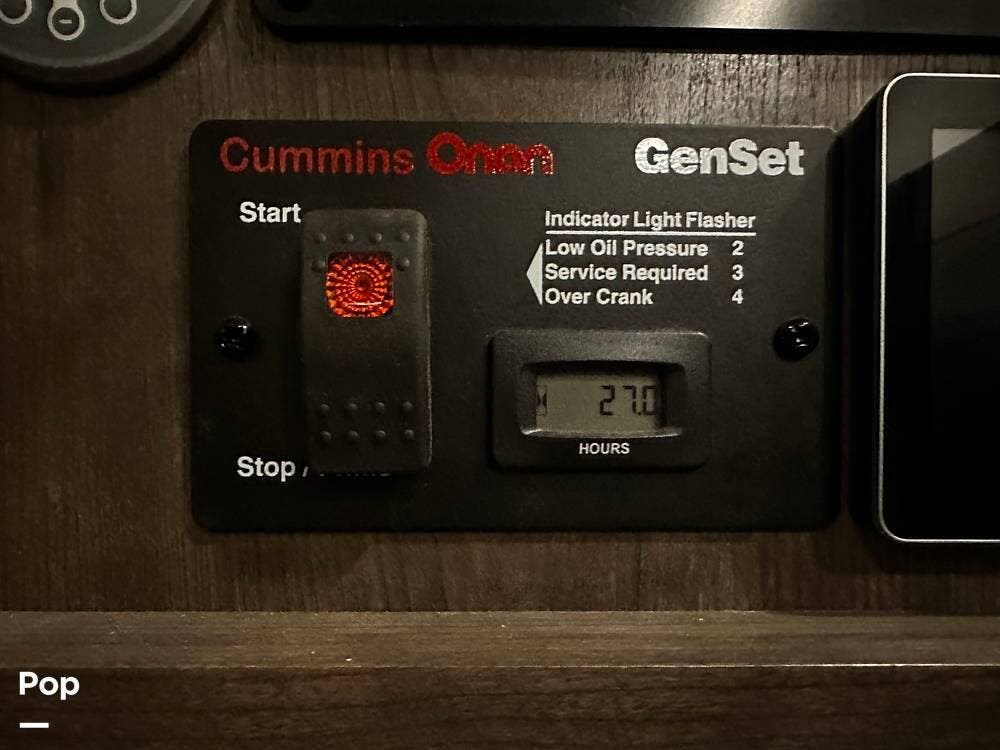 Cummins Onan GenSet
Start
Indicator Light Flasher
Low Oil Pressure 2
Service Required 3
Over Crank 4
27.0
HOURS
Stop /
Pop